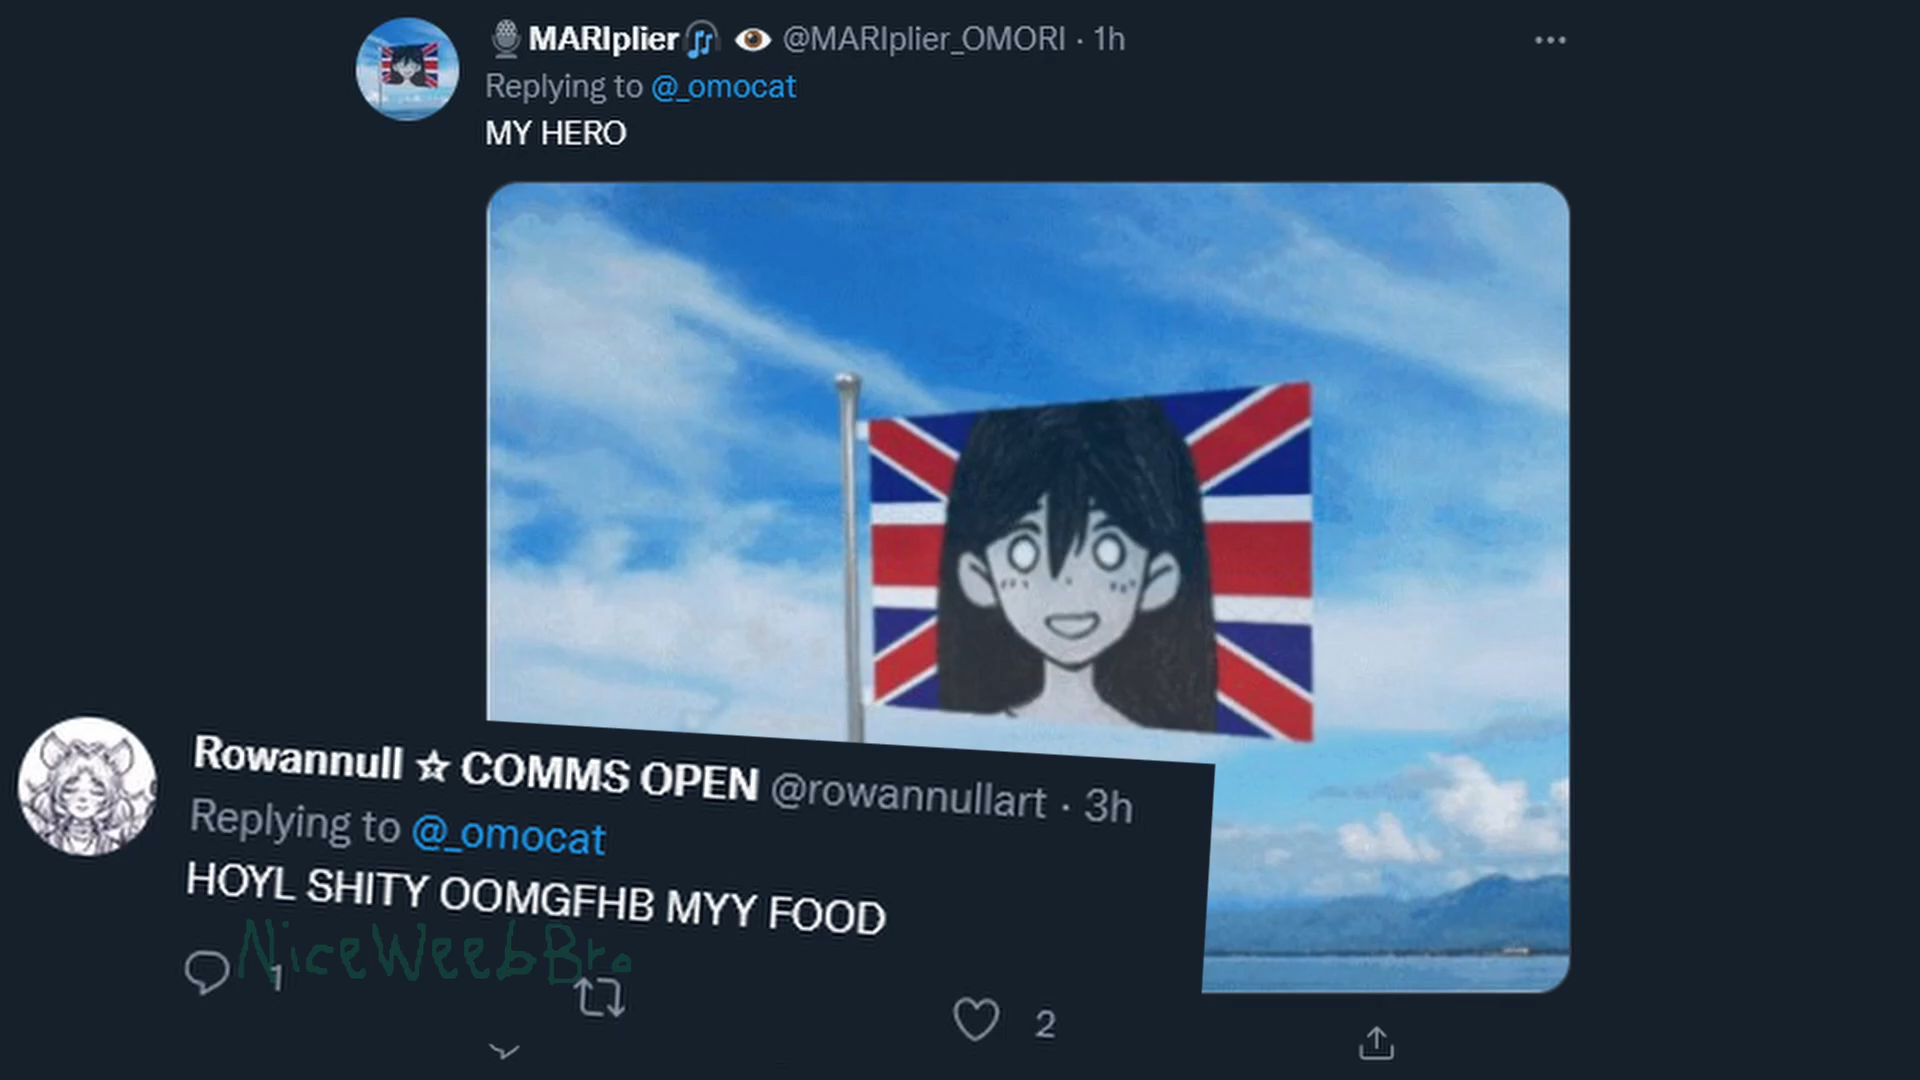 MARIplier @MARIplier_OMORI · 1h
Replying to @_omocat
MY HERO
Rowannull ☆ COMMS OPEN @rowannullart · 3h
Replying to @_omocat
HOYL SHITY OOMGFHB MYY FOOD
NiceWeebBro
1
2